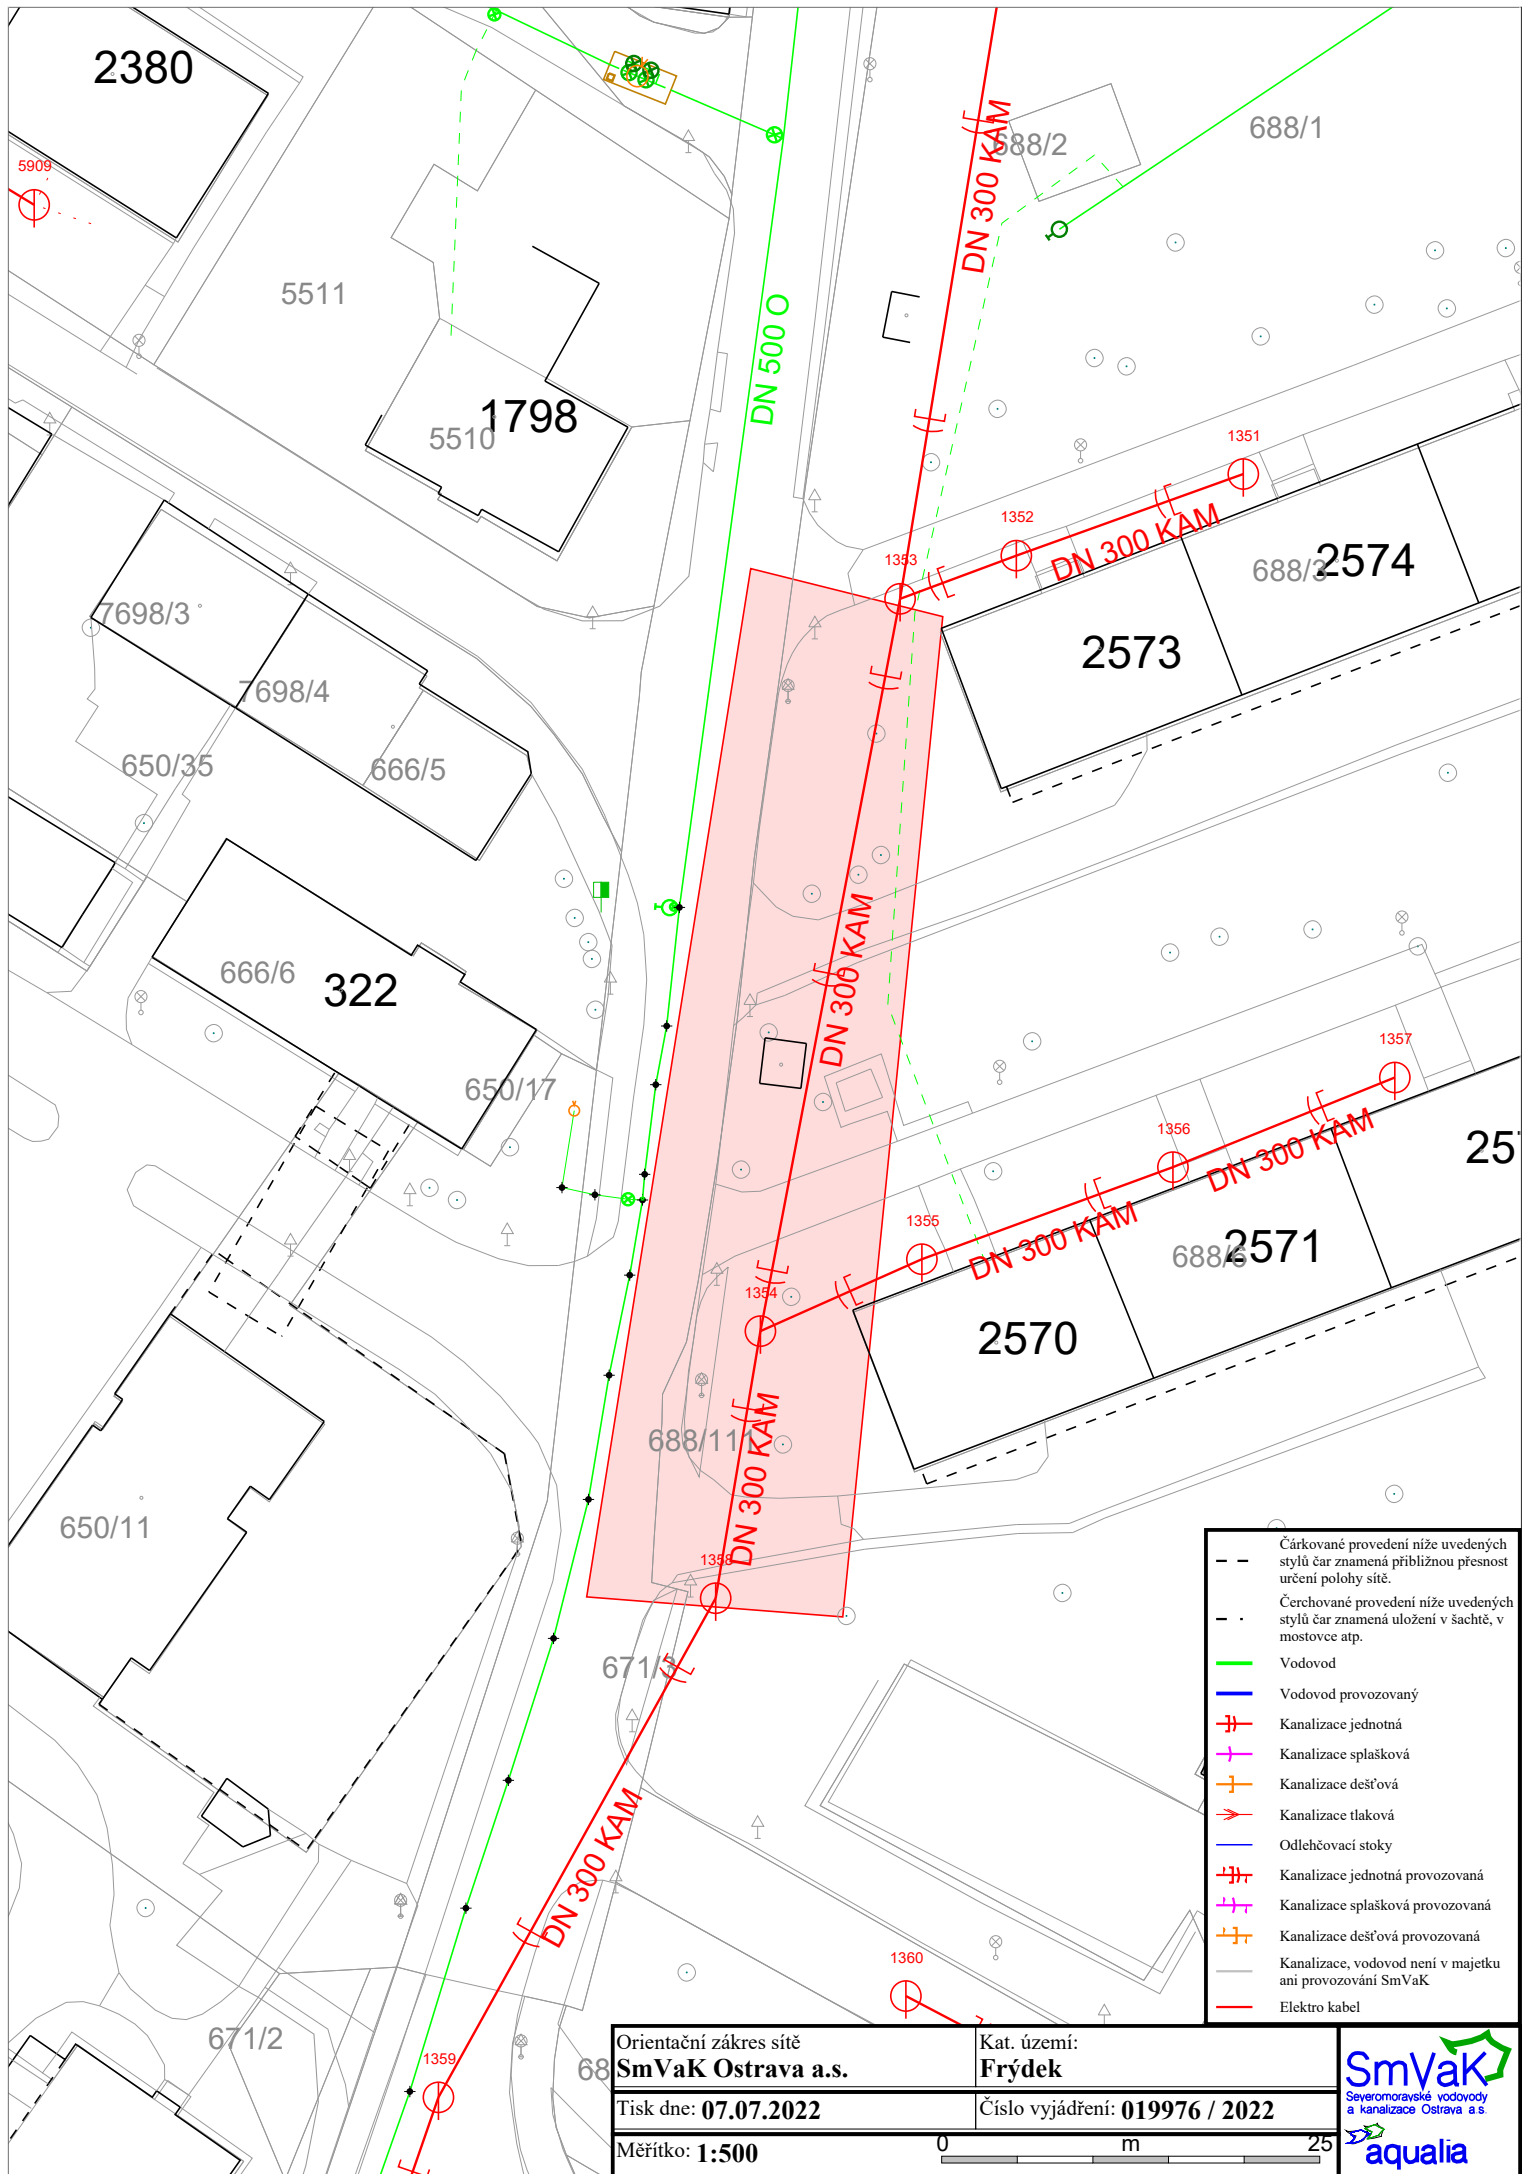 2380
5909
688/2
688/1
DN 300 KAM
5511
DN 500 O
1798
5510
1351
1352
DN 300 KAM
1353
688/3
2574
2573
7698/3
7698/4
650/35
666/5
666/6
322
DN 300 KAM
650/17
1357
1356
DN 300 KAM
1355
DN 300 KAM
688/6
2571
1354
2570
688/111
DN 300 KAM
650/11
1358
671/3
DN 300 KAM
1360
671/2
1359
Čárkované provedení níže uvedených
stylů čar znamená přibližnou přesnost
určení polohy sítě.
Čerchované provedení níže uvedených
stylů čar znamená uložení v šachtě, v
mostovce atp.
Vodovod
Vodovod provozovaný
Kanalizace jednotná
Kanalizace splašková
Kanalizace dešťová
Kanalizace tlaková
Odlehčovací stoky
Kanalizace jednotná provozovaná
Kanalizace splašková provozovaná
Kanalizace dešťová provozovaná
Kanalizace, vodovod není v majetku
ani provozování SmVaK
Elektro kabel
Orientační zákres sítě
SmVaK Ostrava a.s.
Kat. území:
Frýdek
Tisk dne: 07.07.2022
Číslo vyjádření: 019976 / 2022
Měřítko: 1:500
0 m 25
SmVaK
Severomoravské vodovody
a kanalizace Ostrava a.s.
aqualia